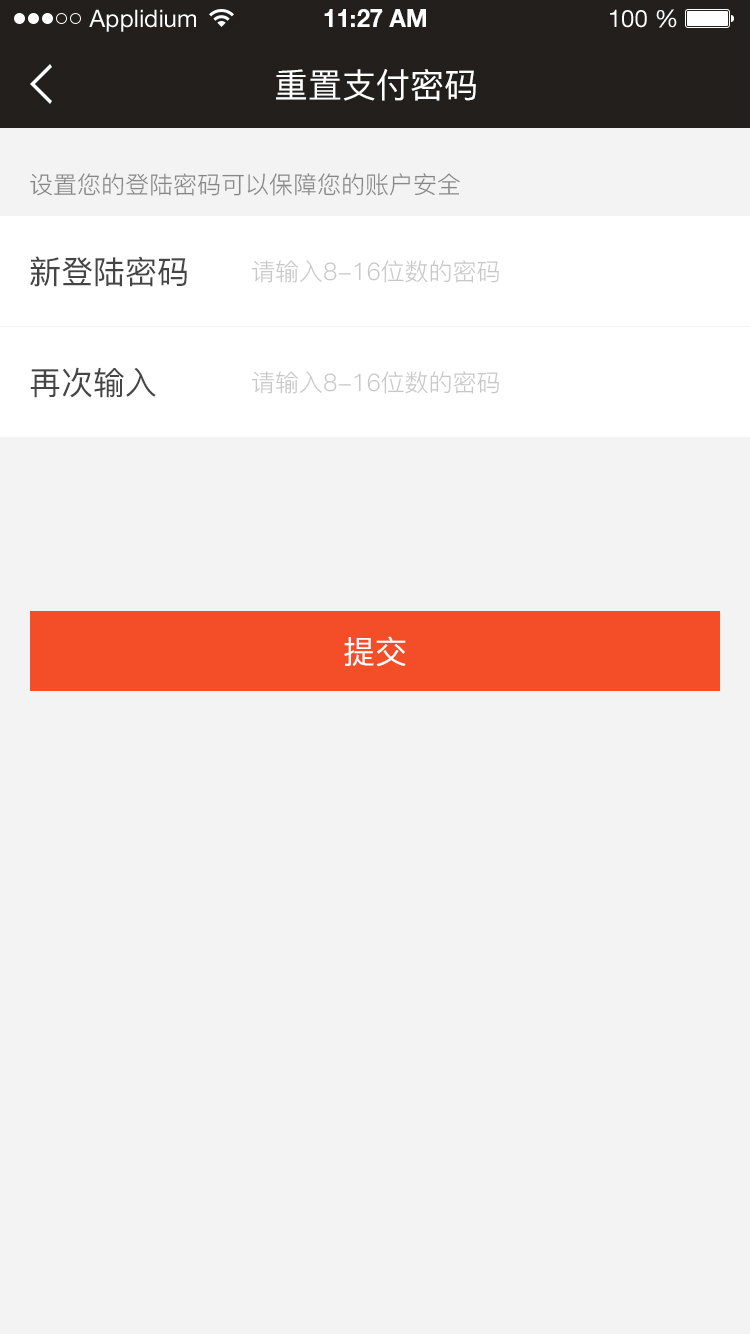 Applidium 11:27 AM 100 %
重置支付密码
设置您的登陆密码可以保障您的账户安全
新登陆密码 请输入8-16位数的密码
再次输入 请输入8-16位数的密码
提交